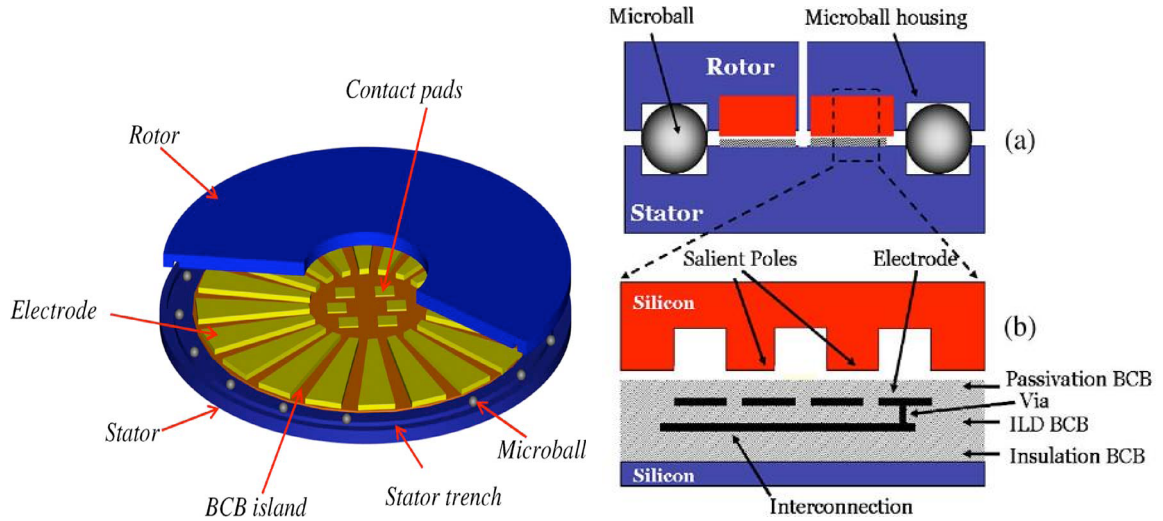 Contact pads
Rotor
Electrode
Stator
BCB island
Stator trench
Microball
Microball
Microball housing
Rotor
Stator
(a)
Salient Poles
Electrode
Silicon
(b)
Passivation BCB
Via
ILD BCB
Insulation BCB
Silicon
Interconnection